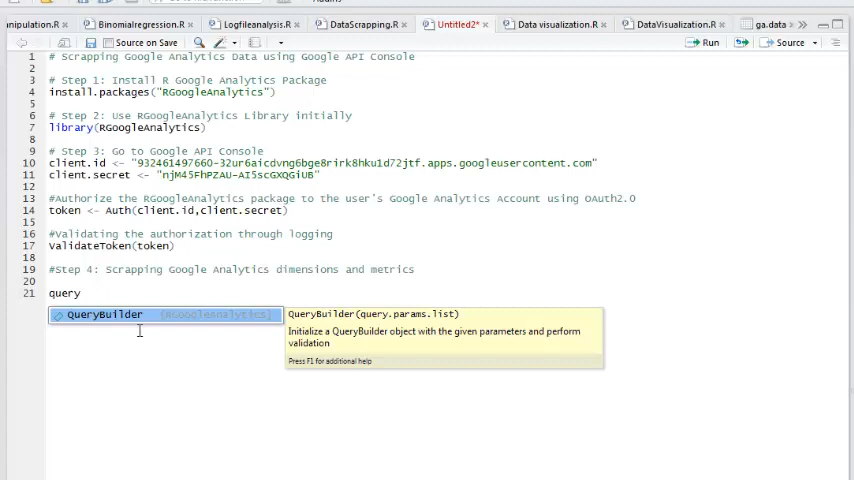 nipulation.R
Binomialregression.R
Logfileanalysis.R
DataScrapping.R
Untitled2*
Data visualization.R
DataVisualization.R
ga.data
Source on Save
Run
Source
1 # Scrapping Google Analytics Data using Google API Console
2
3 # Step 1: Install R Google Analytics Package
4 install.packages("RGoogleAnalytics")
5
6 # Step 2: Use RGoogleAnalytics Library initially
7 library(RGoogleAnalytics)
8
9 # Step 3: Go to Google API Console
10 client.id <- "932461497660-32ur6aicdvng6bge8rirk8hku1d72jtf.apps.googleusercontent.com"
11 client.secret <- "njM45FhPZAU-AI5scGXQGiUB"
12
13 #Authorize the RGoogleAnalytics package to the user's Google Analytics Account using OAuth2.0
14 token <- Auth(client.id,client.secret)
15
16 #Validating the authorization through logging
17 ValidateToken(token)
18
19 #Step 4: Scrapping Google Analytics dimensions and metrics
20
21 query
QueryBuilder {RGoogleAnalytics}
QueryBuilder(query.params.list)
Initialize a QueryBuilder object with the given parameters and perform
validation
Press F1 for additional help